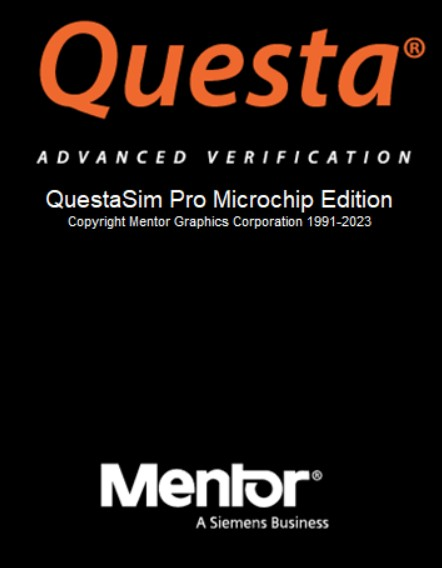 Questa®
ADVANCED VERIFICATION
QuestaSim Pro Microchip Edition
Copyright Mentor Graphics Corporation 1991-2023
Mentor®
A Siemens Business